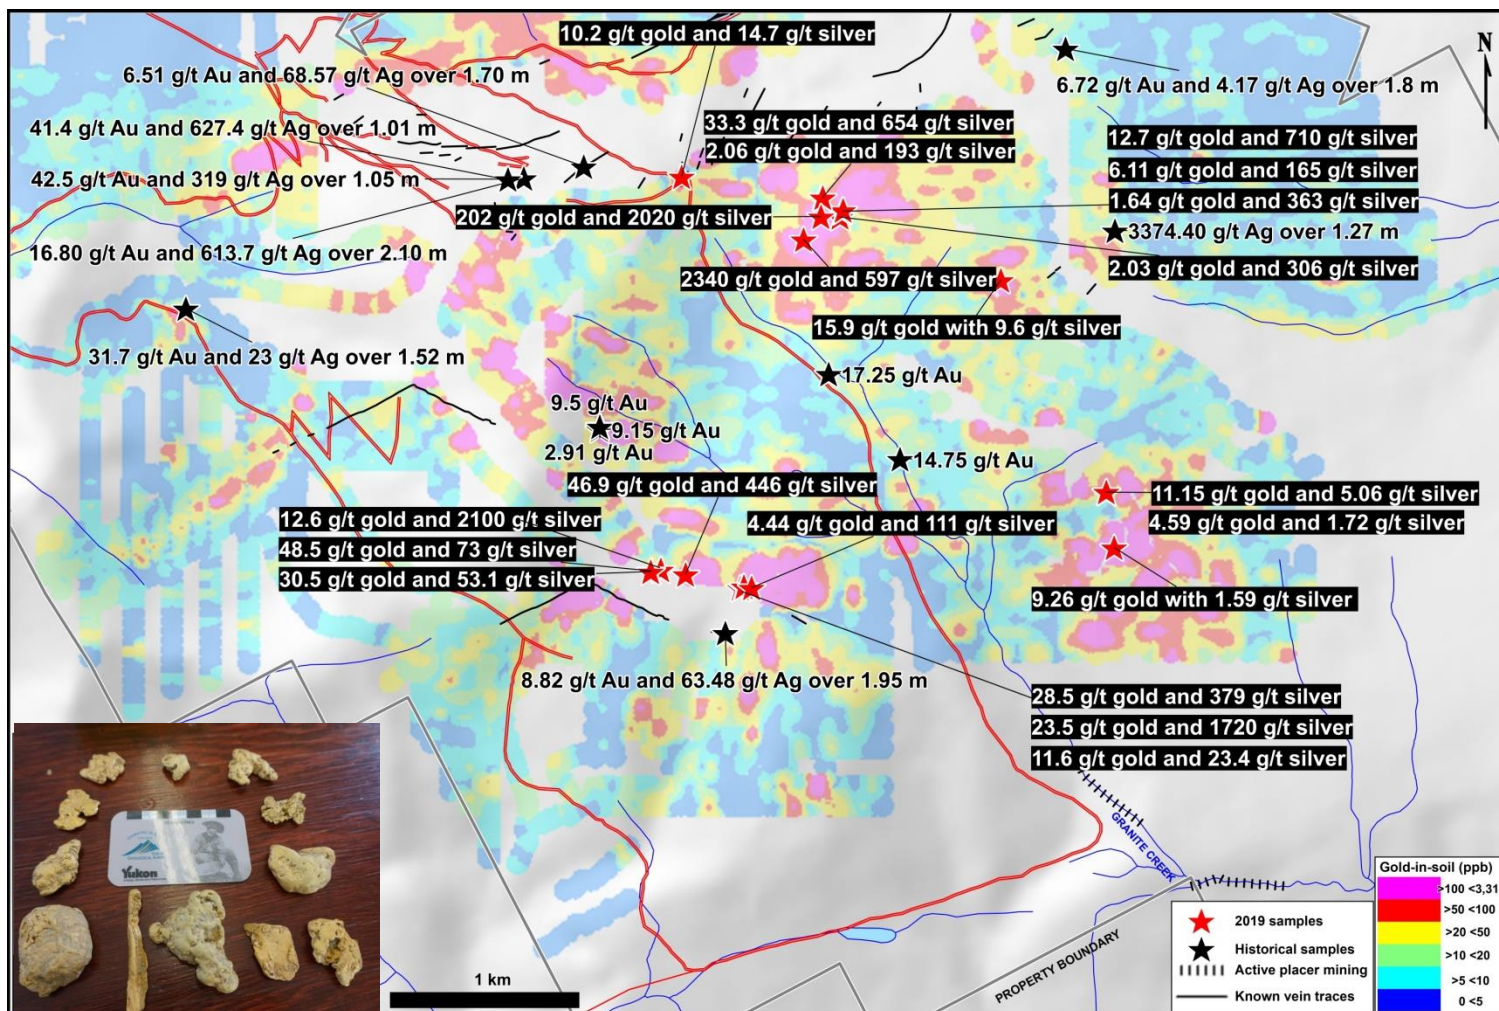 10.2 g/t gold and 14.7 g/t silver
N
6.51 g/t Au and 68.57 g/t Ag over 1.70 m
6.72 g/t Au and 4.17 g/t Ag over 1.8 m
41.4 g/t Au and 627.4 g/t Ag over 1.01 m
33.3 g/t gold and 654 g/t silver
12.7 g/t gold and 710 g/t silver
2.06 g/t gold and 193 g/t silver
6.11 g/t gold and 165 g/t silver
42.5 g/t Au and 319 g/t Ag over 1.05 m
1.64 g/t gold and 363 g/t silver
202 g/t gold and 2020 g/t silver
3374.40 g/t Ag over 1.27 m
16.80 g/t Au and 613.7 g/t Ag over 2.10 m
2.03 g/t gold and 306 g/t silver
2340 g/t gold and 597 g/t silver
15.9 g/t gold with 9.6 g/t silver
31.7 g/t Au and 23 g/t Ag over 1.52 m
17.25 g/t Au
9.5 g/t Au
9.15 g/t Au
2.91 g/t Au
14.75 g/t Au
46.9 g/t gold and 446 g/t silver
11.15 g/t gold and 5.06 g/t silver
12.6 g/t gold and 2100 g/t silver
4.44 g/t gold and 111 g/t silver
4.59 g/t gold and 1.72 g/t silver
48.5 g/t gold and 73 g/t silver
30.5 g/t gold and 53.1 g/t silver
9.26 g/t gold with 1.59 g/t silver
8.82 g/t Au and 63.48 g/t Ag over 1.95 m
28.5 g/t gold and 379 g/t silver
23.5 g/t gold and 1720 g/t silver
11.6 g/t gold and 23.4 g/t silver
GRANITE CREEK
Yukon
1 km
PROPERTY BOUNDARY
2019 samples
Historical samples
Active placer mining
Known vein traces
Gold-in-soil (ppb)
>100 <3,31
>50 <100
>20 <50
>10 <20
>5 <10
0 <5